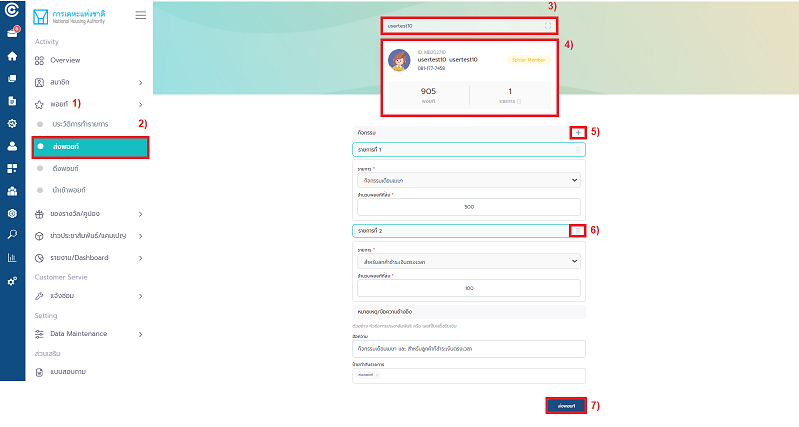 การเคหะแห่งชาติ
National Housing Authority
Activity
Overview
สมาชิก
พอยท์ 1)
ประวัติการทำรายการ 2)
ส่งพอยท์
ดึงพอยท์
นำเข้าพอยท์
ของรางวัล/คูปอง
ข่าวประชาสัมพันธ์/แคมเปญ
รายงาน/Dashboard
Customer Servie
แจ้งซ่อม
Setting
Data Maintenance
ส่วนเสริม
แบบสอบถาม
3)
usertest10
4)
usertest10 usertest10
081-177-7458
905
พอยท์
1
รายการ
กิจกรรม
5)
รายการที่ 1
รายการ *
กิจกรรมเดือนเมษา
จำนวนพอยท์ที่ส่ง *
500
รายการที่ 2
6)
รายการ *
สำหรับลูกค้าชำระเงินตรงเวลา
จำนวนพอยท์ที่ส่ง *
100
หมายเหตุ/ข้อความอ้างอิง
ข้อความ
กิจกรรมเดือนเมษา และ สำหรับลูกค้าที่ชำระเงินตรงเวลา
ป้ายกำกับรายการ
ส่งพอยท์
7)